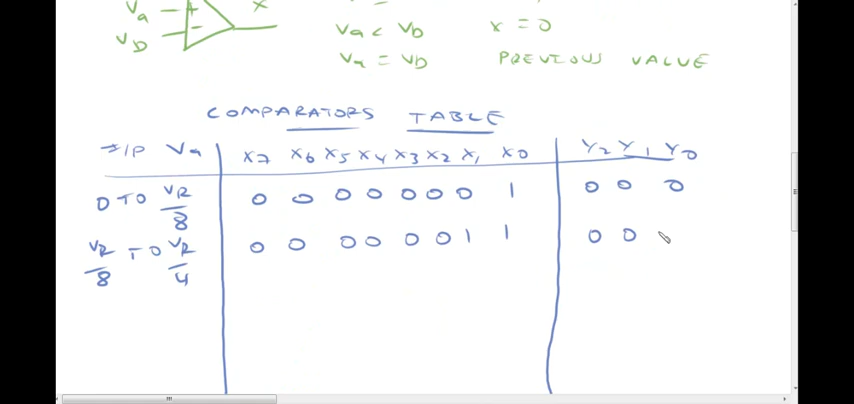 Va + X
VD -
Va < VD X = 0
Va = VD PREVIOUS VALUE
COMPARATORS TABLE
I/P Va X7 X6 X5 X4 X3 X2 X1 X0 Y2 Y1 Y0
0 TO VR/8 0 0 0 0 0 0 0 1 0 0 0
VR/8 TO VR/4 0 0 0 0 0 0 1 1 0 0